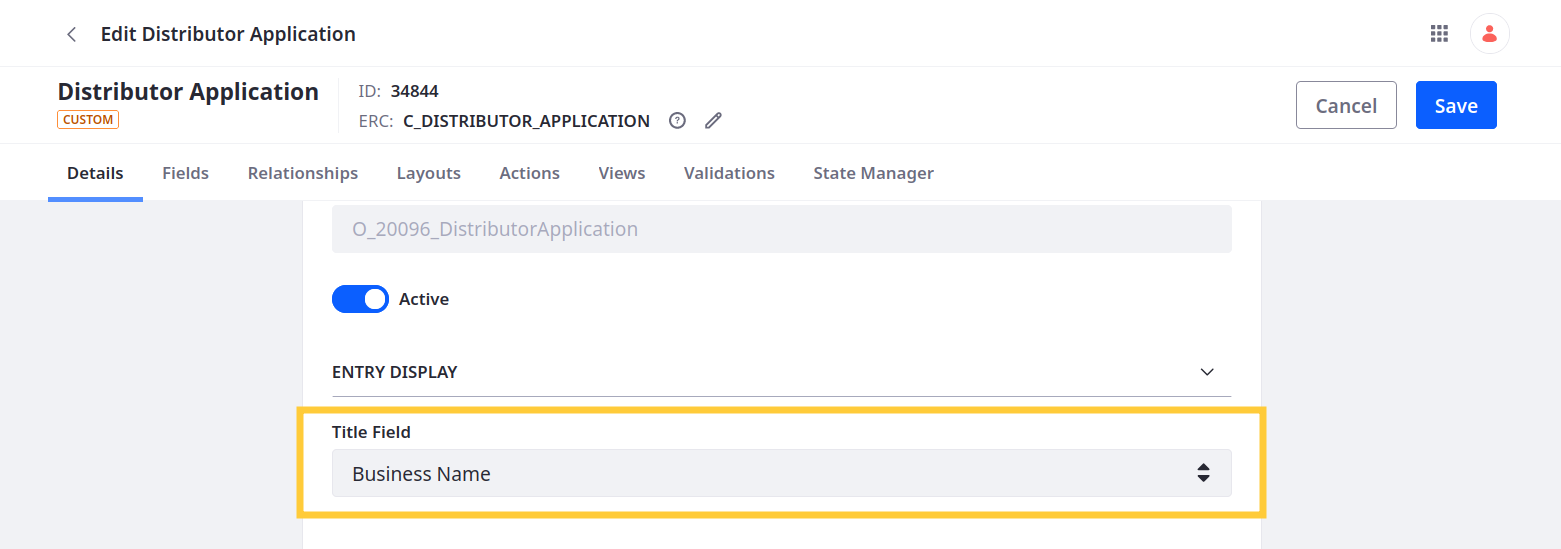 Edit Distributor Application
Distributor Application
CUSTOM
ID: 34844
ERC: C_DISTRIBUTOR_APPLICATION
Cancel
Save
Details Fields Relationships Layouts Actions Views Validations State Manager
O_20096_DistributorApplication
Active
ENTRY DISPLAY
Title Field
Business Name